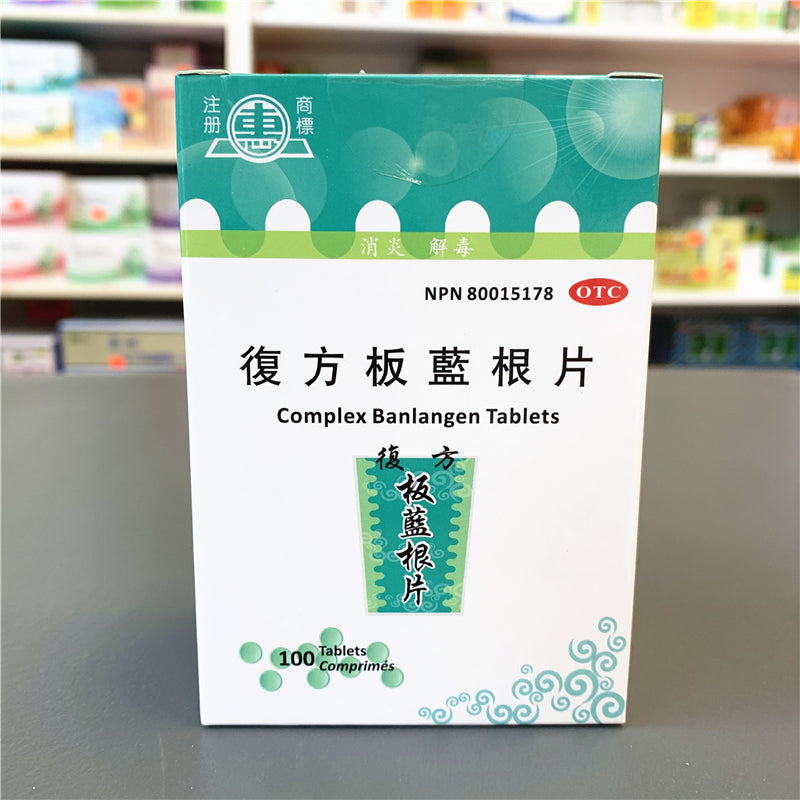 注册 商標
消炎 解毒
NPN 80015178 OTC
復方板藍根片
Complex Banlangen Tablets
復方
板藍根片
100 Tablets
Comprimés